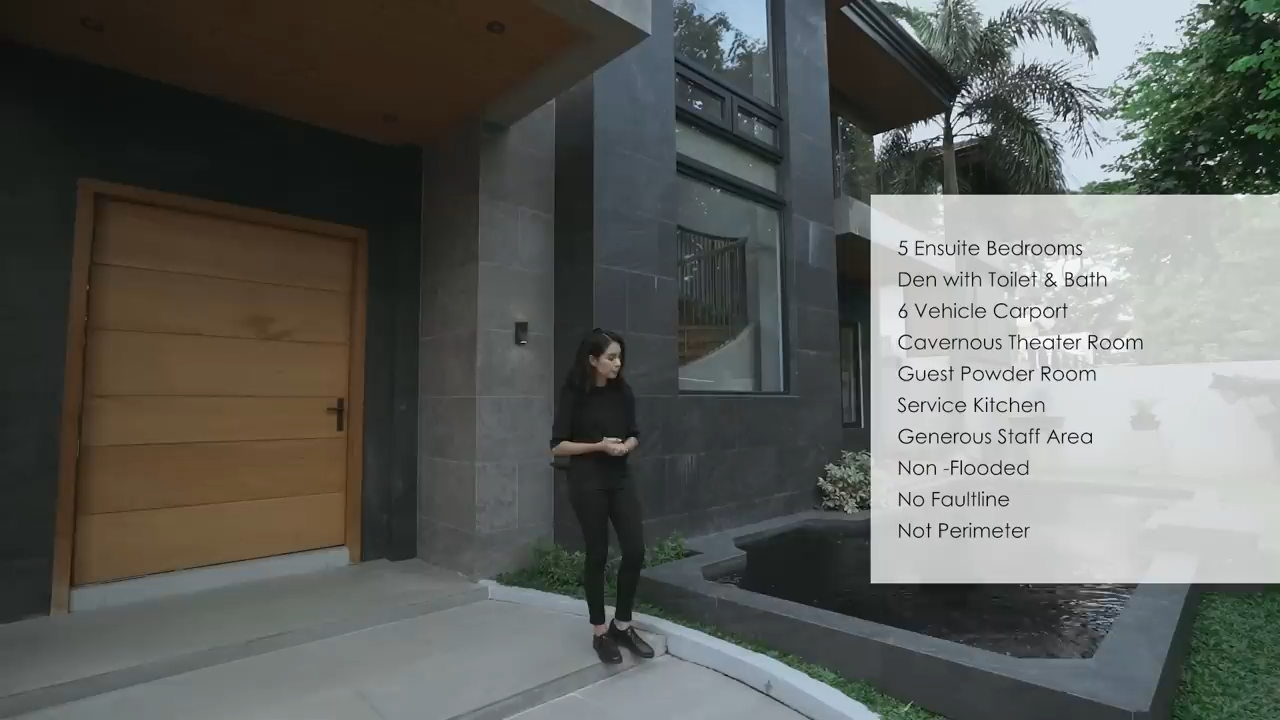 5 Ensuite Bedrooms
Den with Toilet & Bath
6 Vehicle Carport
Cavernous Theater Room
Guest Powder Room
Service Kitchen
Generous Staff Area
Non -Flooded
No Faultline
Not Perimeter